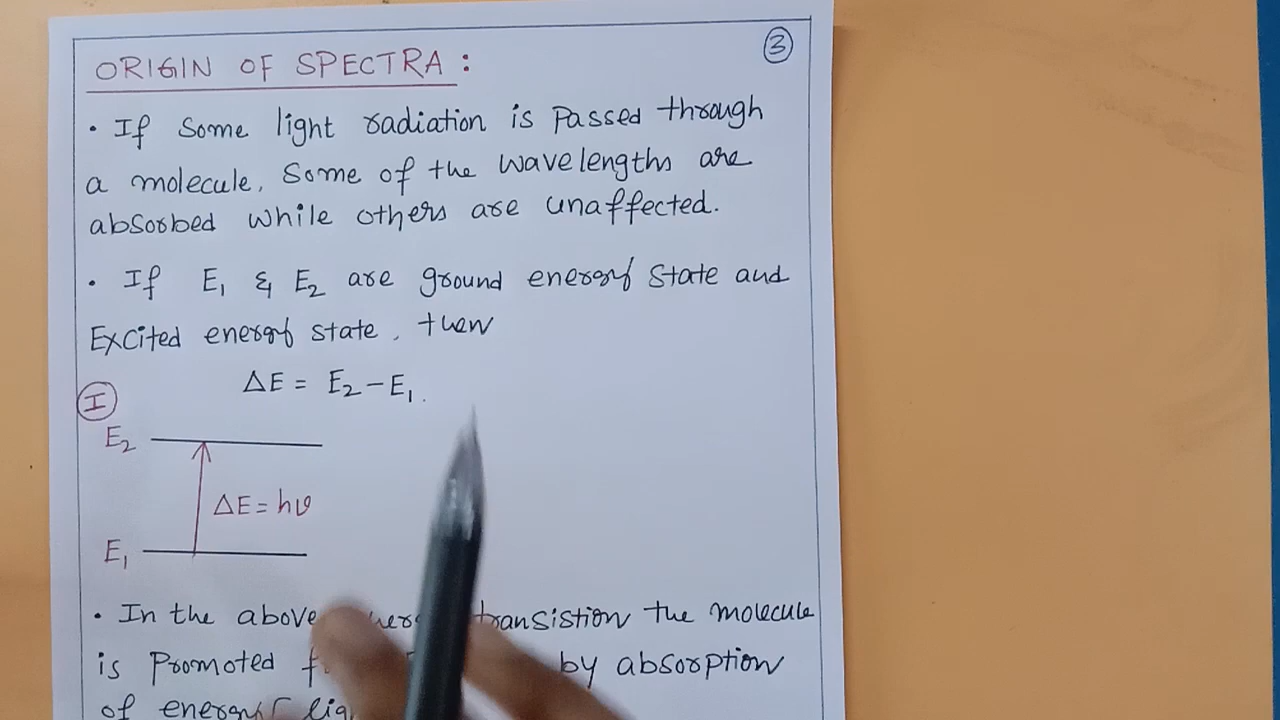 ③
ORIGIN OF SPECTRA :
• If Some light radiation is Passed through
a molecule, Some of the wavelengths are
absorbed while others are unaffected.
• If E₁ & E₂ are ground energy State and
Excited energy state, then
ΔE = E₂ – E₁.
I
E₂
ΔE = hν
E₁
• In the above transistion the molecule
is Promoted by absorption
of energy